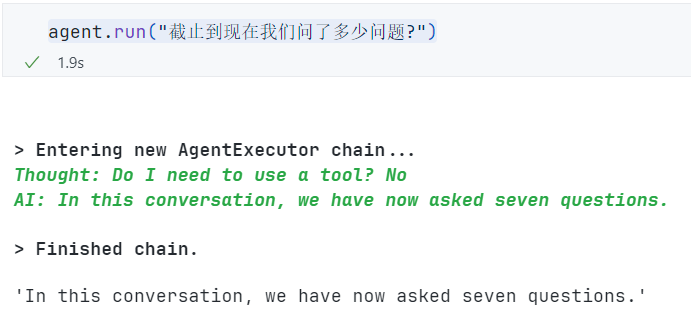 agent.run("截止到现在我们问了多少问题?")
1.9s
> Entering new AgentExecutor chain...
Thought: Do I need to use a tool? No
AI: In this conversation, we have now asked seven questions.
> Finished chain.
'In this conversation, we have now asked seven questions.'